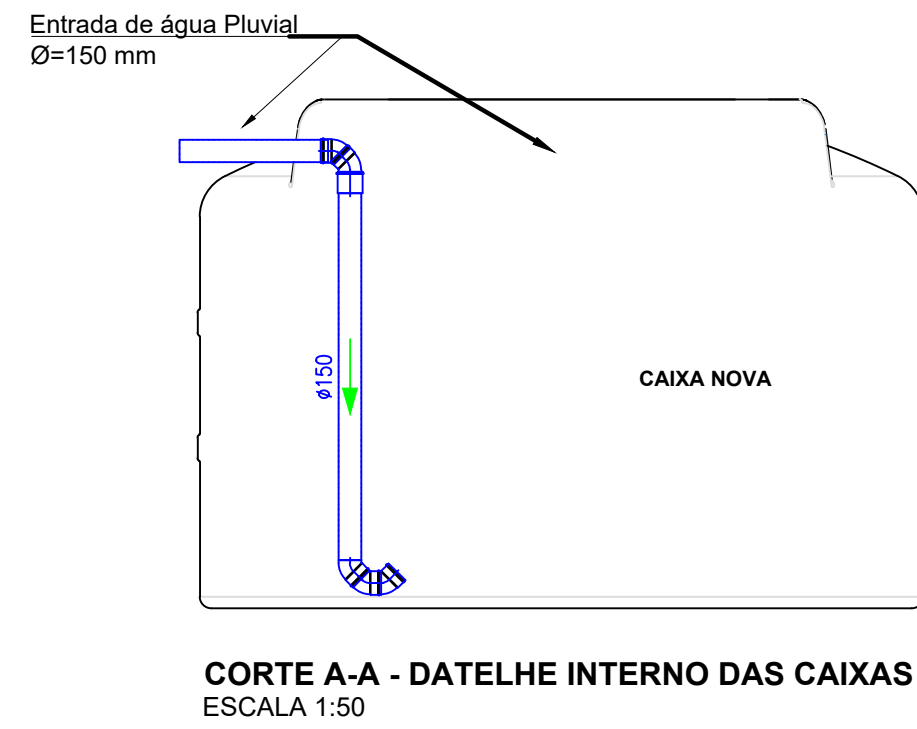 Entrada de água Pluvial
Ø=150 mm
ø150
CAIXA NOVA
CORTE A-A - DATELHE INTERNO DAS CAIXAS
ESCALA 1:50